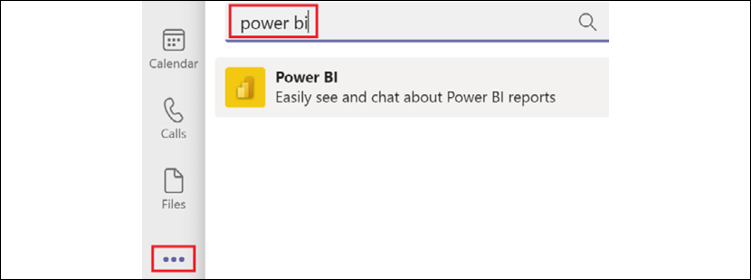 power bi
Calendar
Power BI
Easily see and chat about Power BI reports
Calls
Files